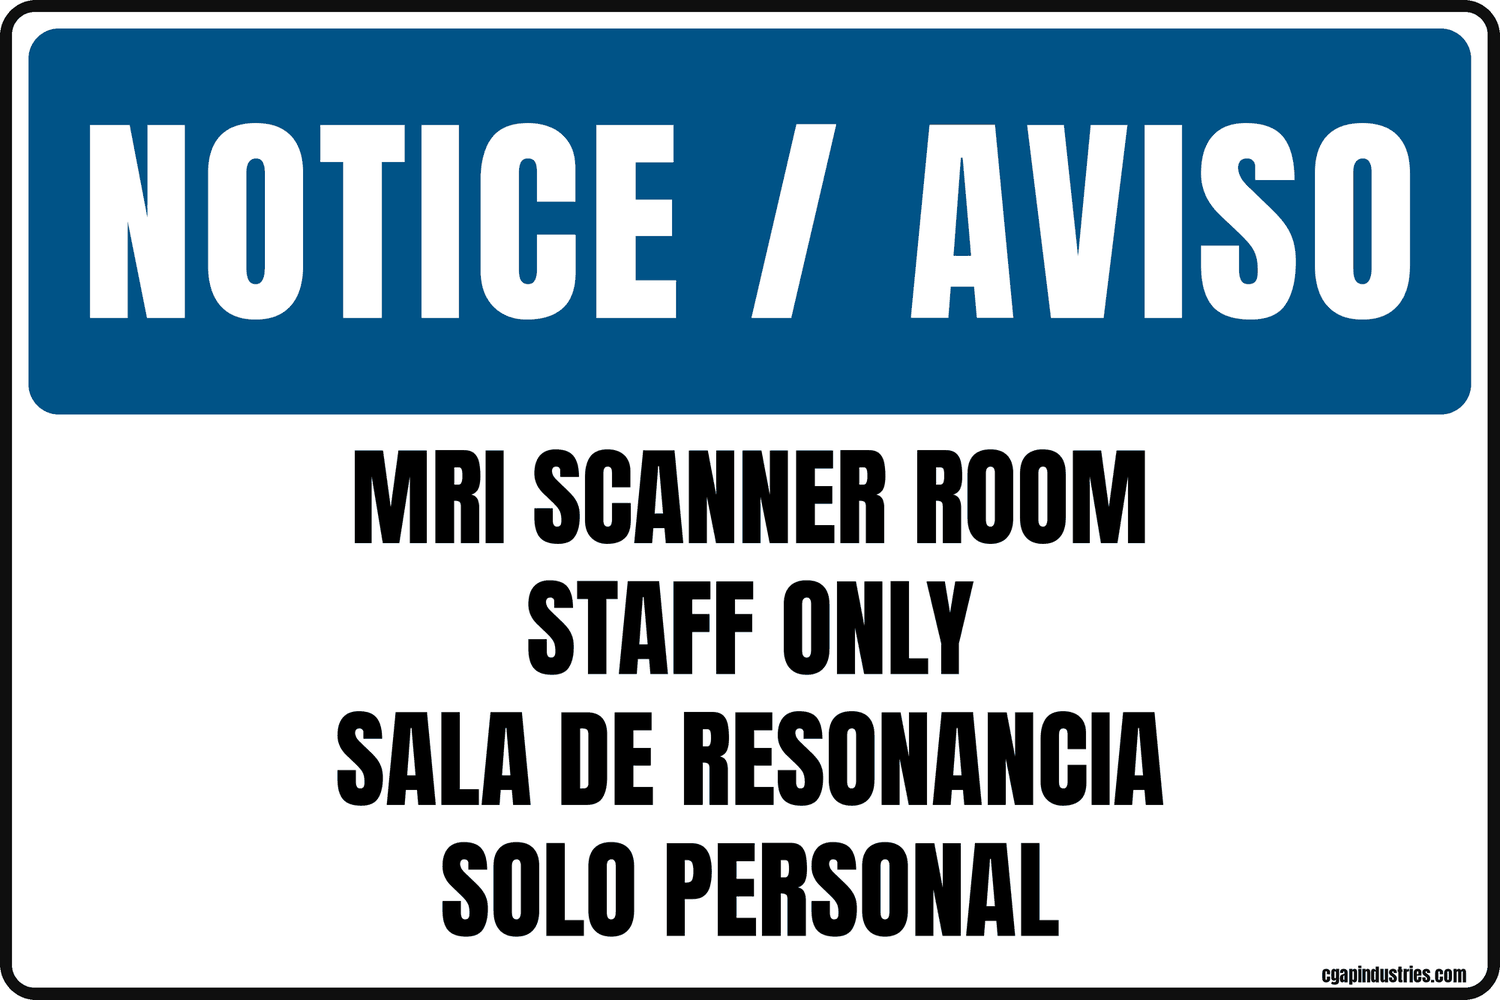 NOTICE / AVISO
MRI SCANNER ROOM
STAFF ONLY
SALA DE RESONANCIA
SOLO PERSONAL
cgapindustries.com